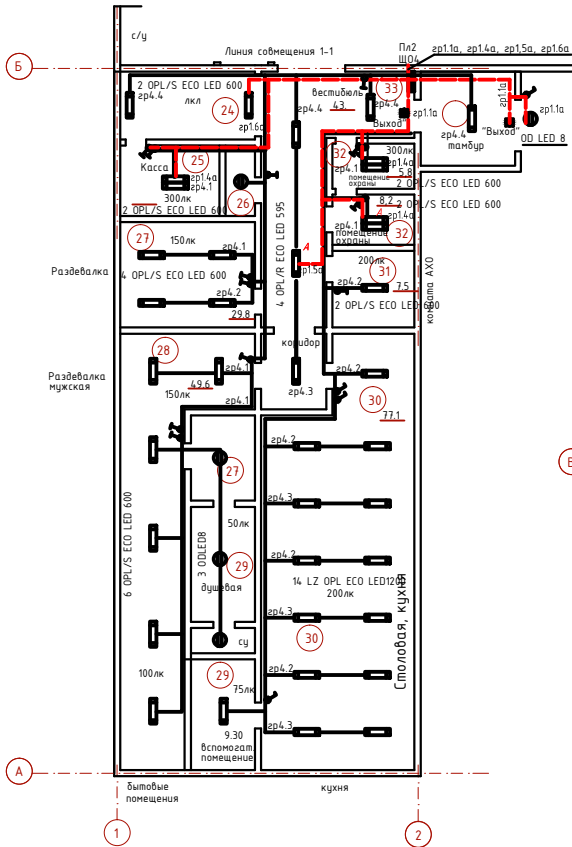 с/у
Линия совмещения 1-1
Пл2
ЩО4
гр1.1а, гр1.4а, гр1,5а, гр1.6а
Б
2 OPL/S ECO LED 600
гр4.4
лкл
24
гр1.6а
гр4.4
вестибюль
43
33
гр4.4
гр1.1а
"Выход"
гр4.4
тамбур
гр1.1а
"Выход"
гр1.1а
OD LED 8
Касса
25
гр1.4а
гр4.1
300лк
2 OPL/S ECO LED 600
26
32
300лк
гр1.4а
гр4.1
5.8
помещение
охраны
2 OPL/S ECO LED 600
8,2
2 OPL/S ECO LED 600
4
гр1.4а
гр4.1
помещение
охраны
32
27
150лк
гр4.1
Раздевалка
4 OPL/S ECO LED 600
гр4.2
29.8
4 OPL/R ECO LED 595
А
гр1.5а
200лк
31
гр4.2
7.5
2 OPL/S ECO LED 600
комната АХО
коридор
28
гр4.1
49.6
150лк
Раздевалка
мужская
гр4.1
гр4.3
гр4.2
30
77.1
гр4.2
27
В
6 OPL/S ECO LED 600
гр4.3
50лк
3 ODLED8
гр4.2
29
душевая
14 LZ OPL ECO LED1200
200лк
гр4.3
30
су
Столовая, кухня
100лк
29
75лк
гр4.2
гр4.3
9.30
вспомогат.
помещение
А
бытовые
помещения
кухня
1
2